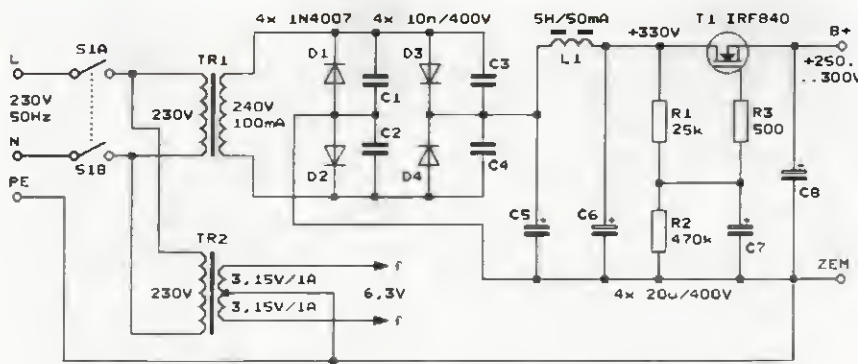 4x 1N4007 4x 10n/400V
5H/50mA
T1 IRF840
B+
S1A
TR1
D1
D3
+330V
L
L1
+250.
..300V
C3
230V
50Hz
230V
240V
100mA
C1
R1
25k
R3
500
C2
N
C4
S1B
D2
D4
PE
C8
C5
C6
R2
470k
C7
TR2
3,15V/1A
f
ZEM
230V
6,3V
4x 20u/400V
3,15V/1A
f